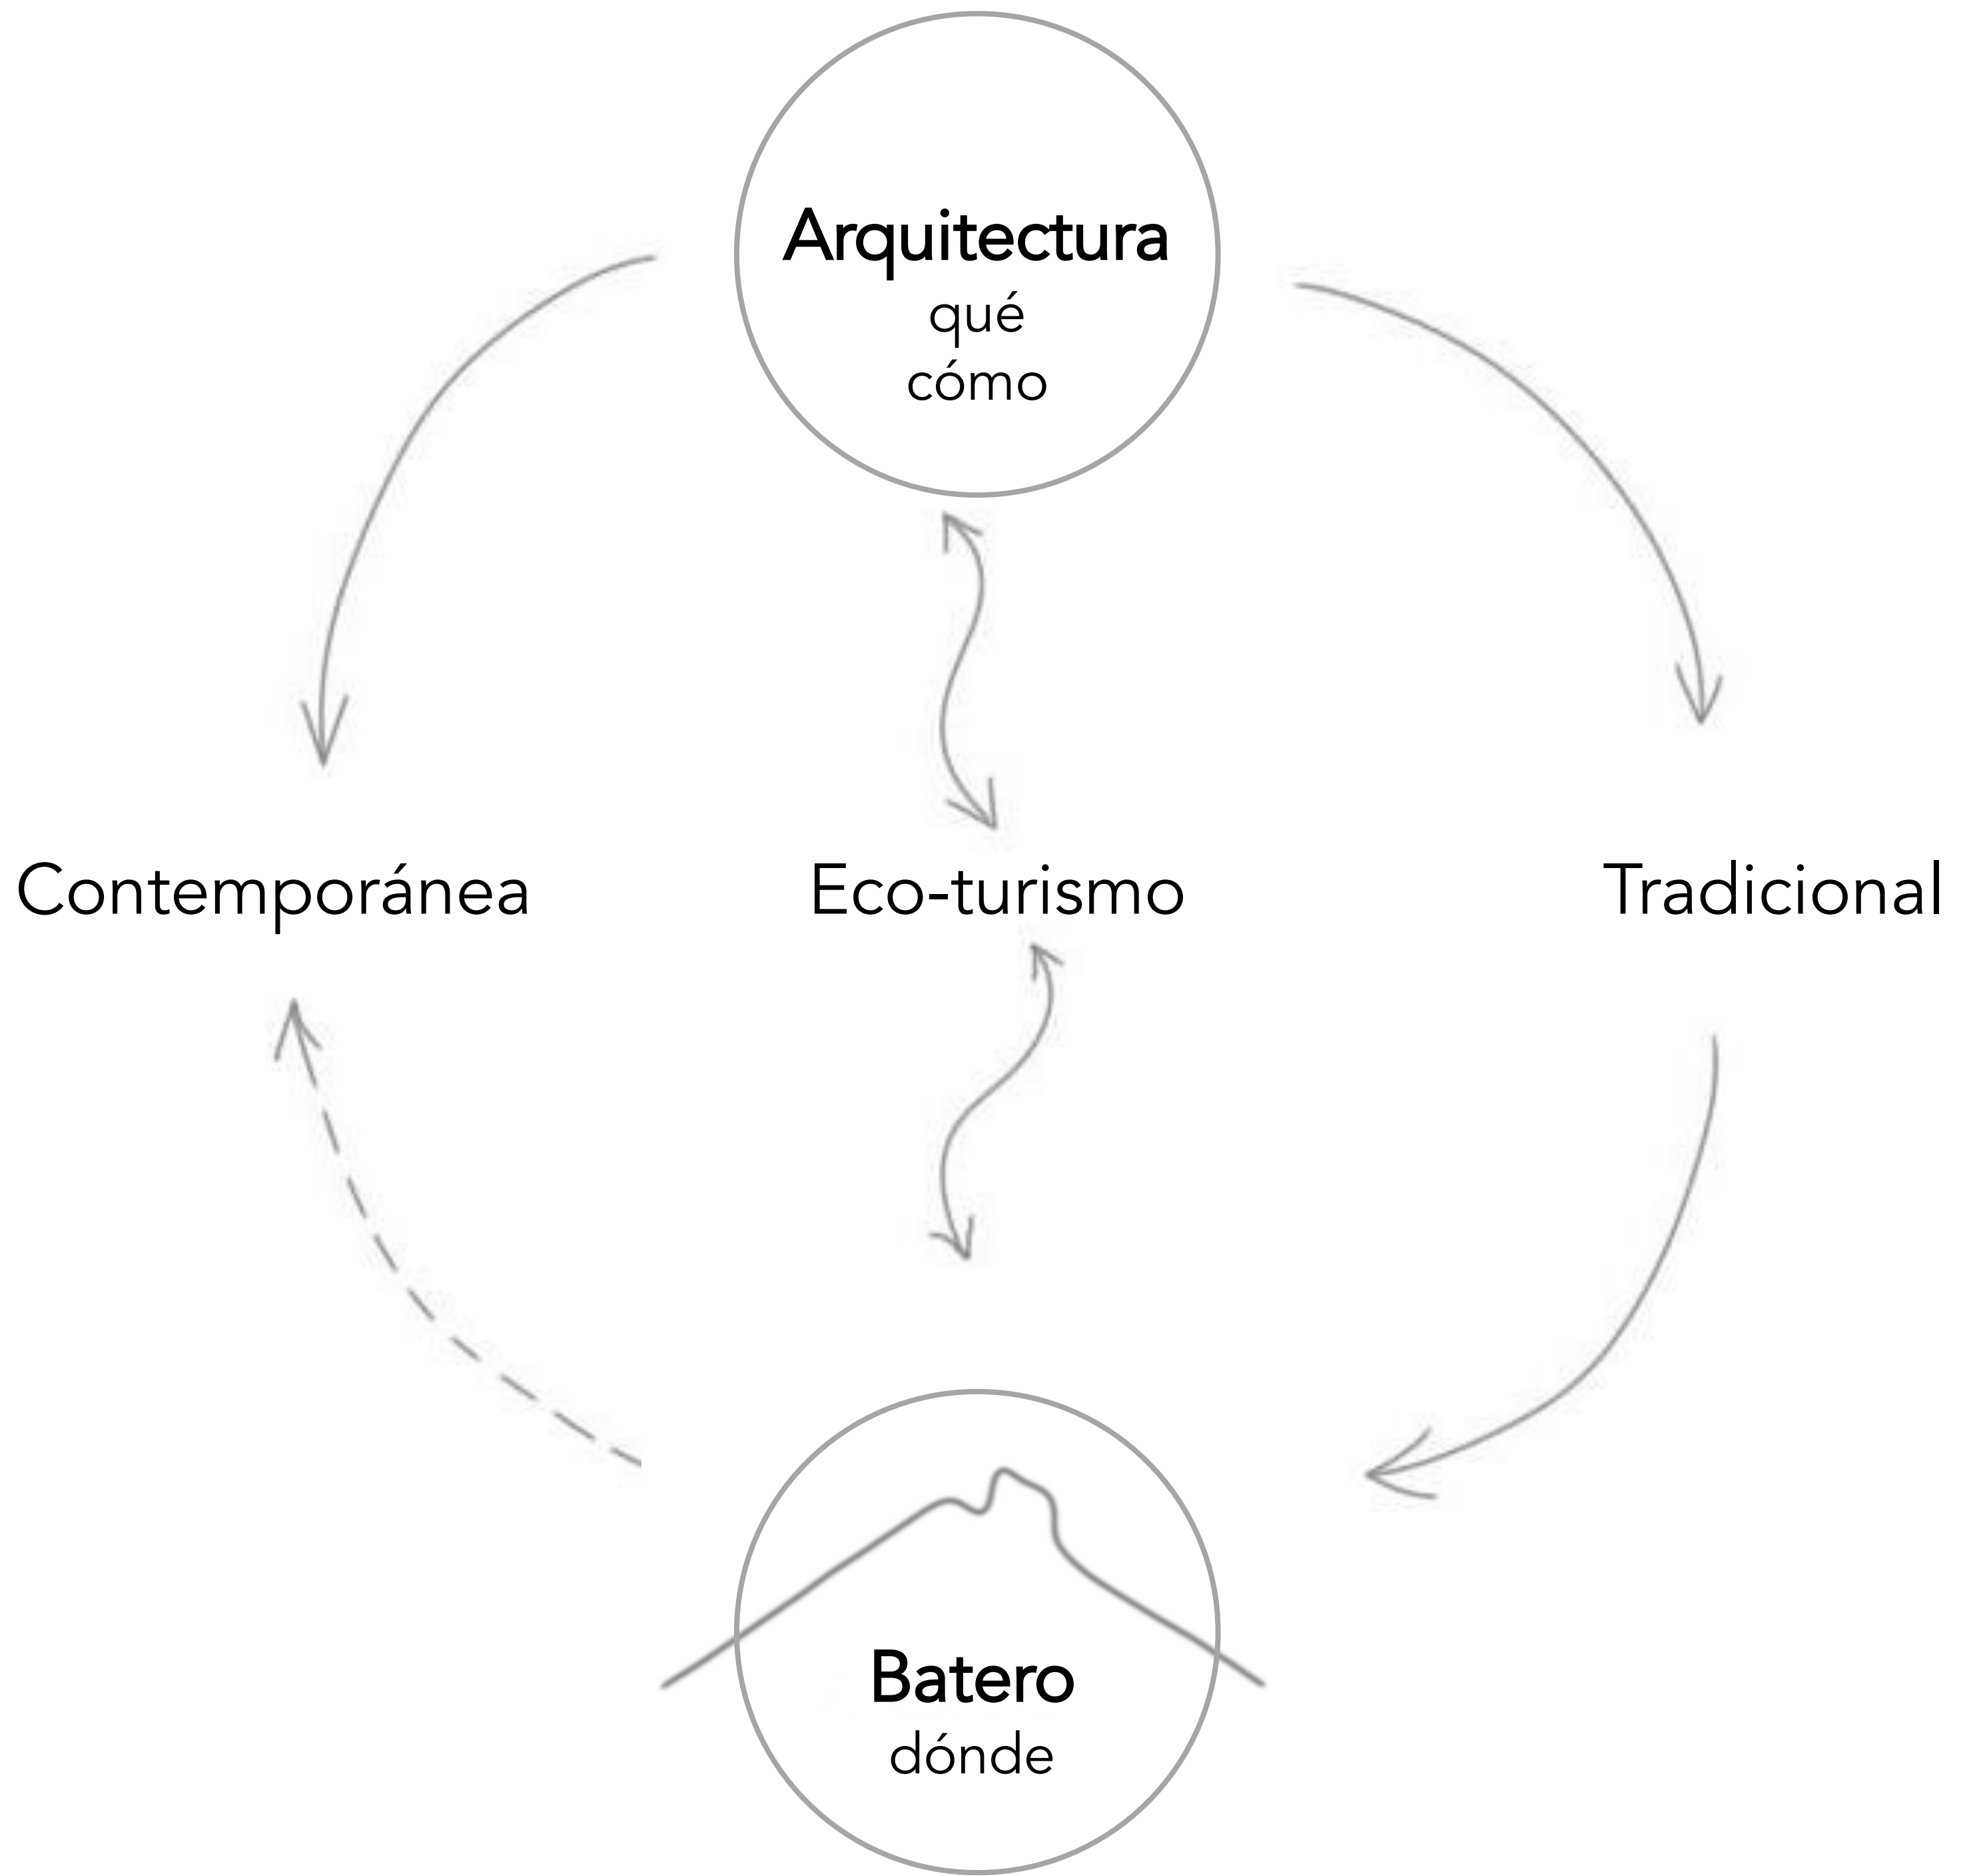 Arquitectura
qué
cómo
Contemporánea
Eco-turismo
Tradicional
Batero
dónde